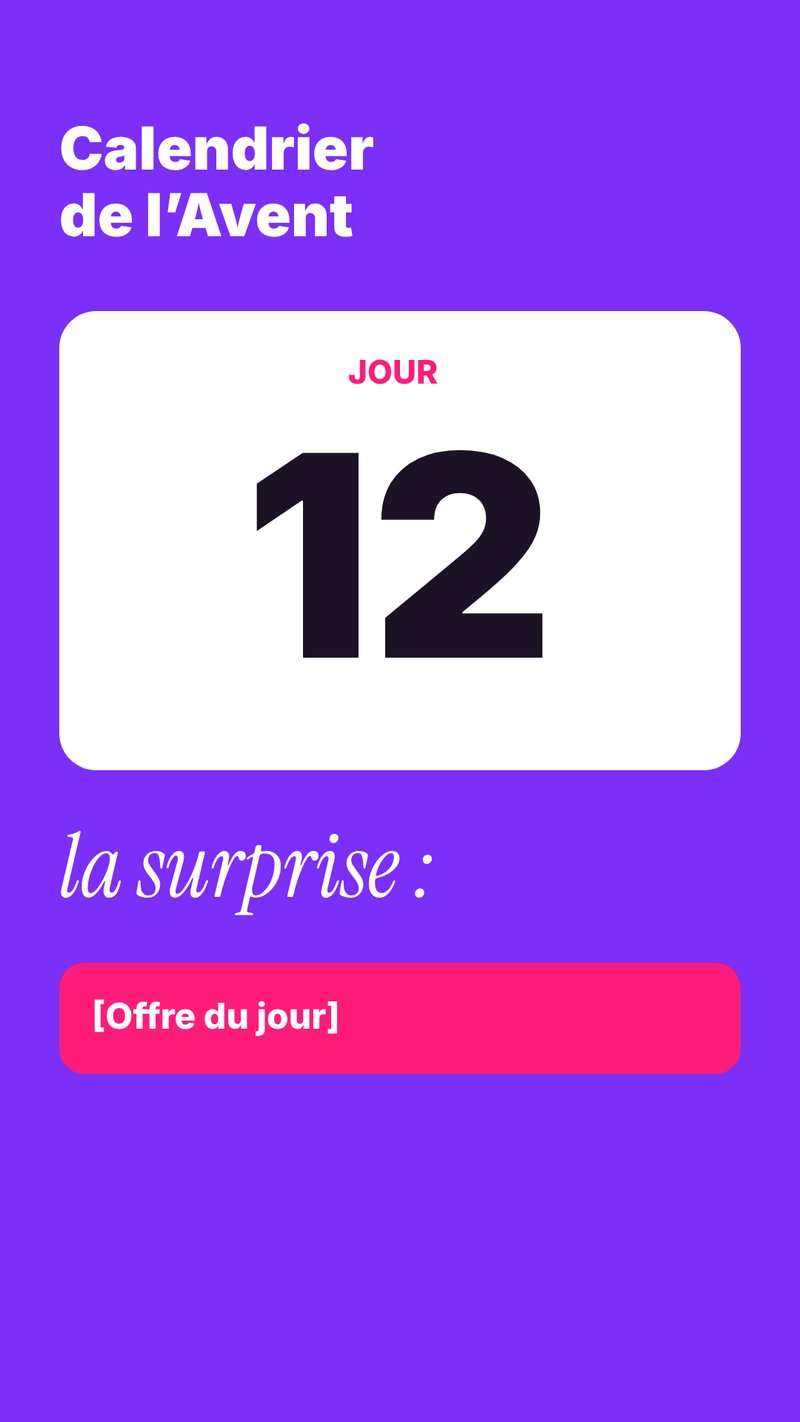 Calendrier
de l’Avent
JOUR
12
la surprise :
[Offre du jour]